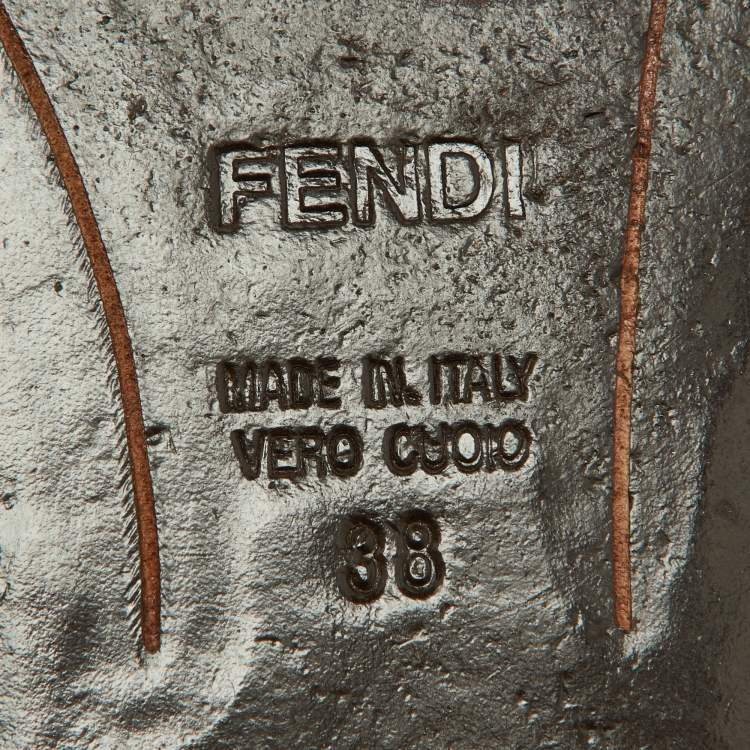 FENDI
MADE IN ITALY
VERO CUOIO
38